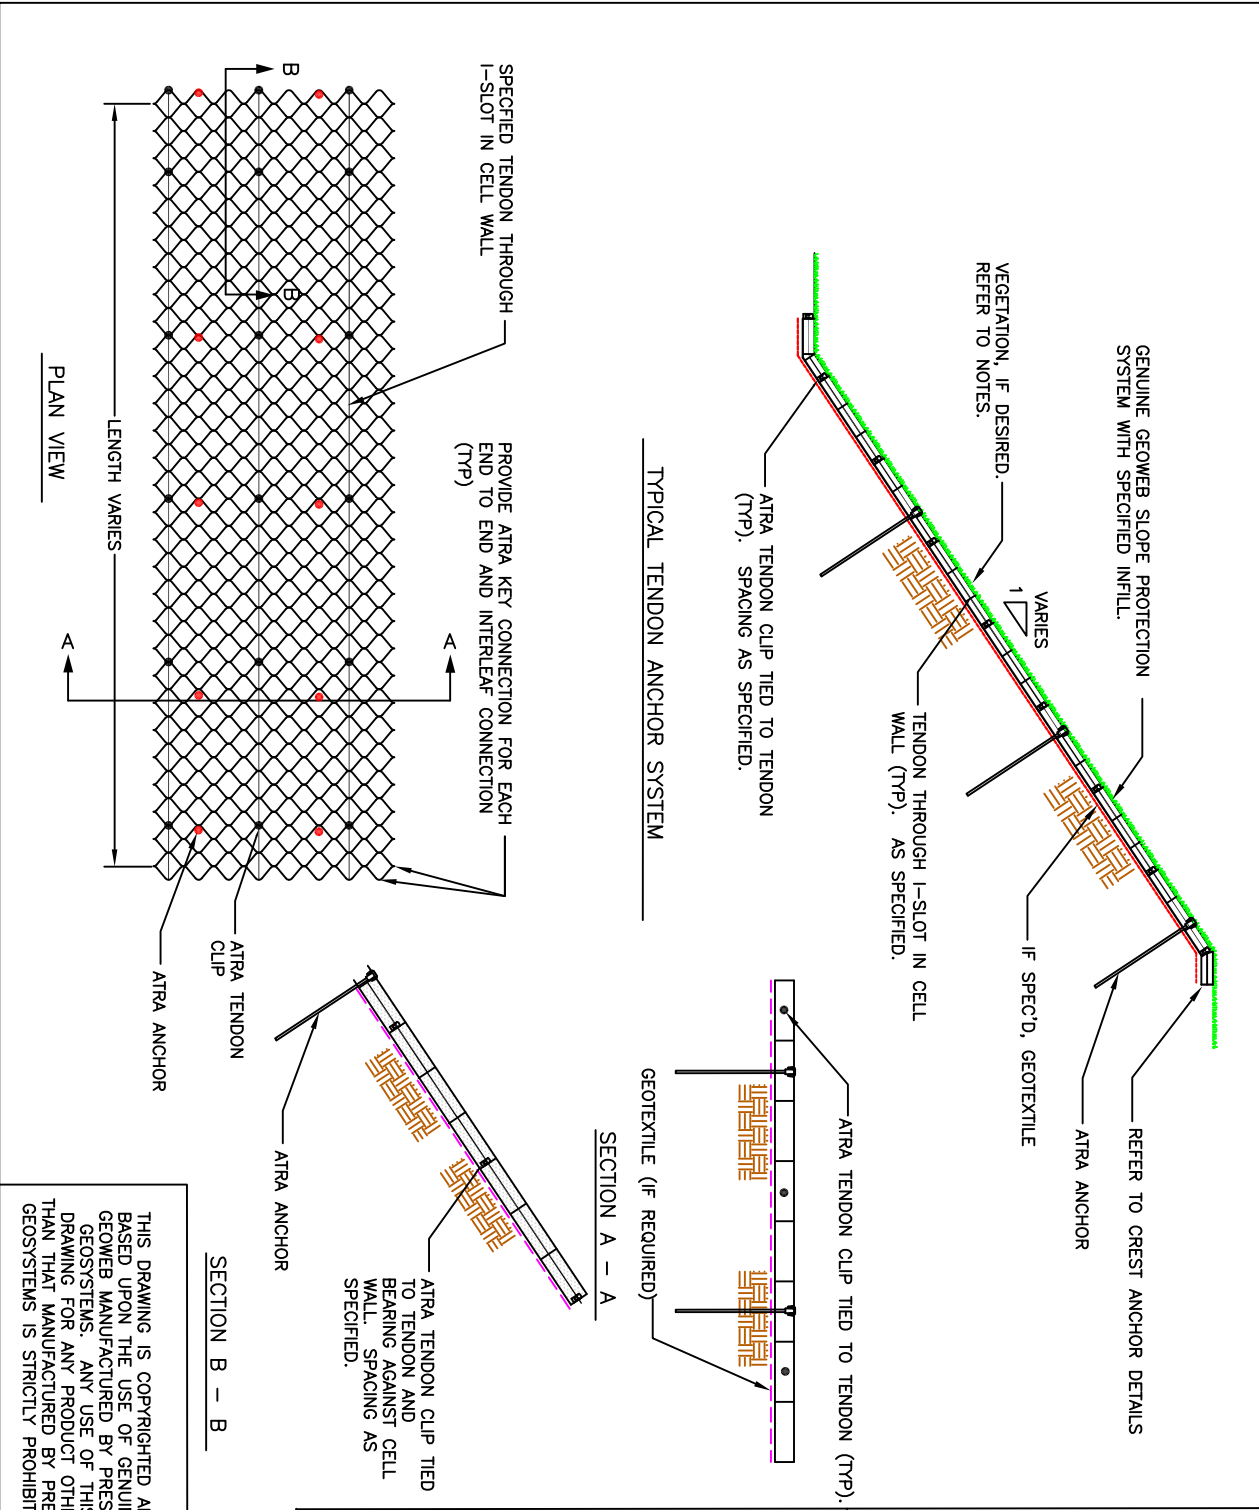 GENUINE GEOWEB SLOPE PROTECTION
SYSTEM WITH SPECIFIED INFILL.
REFER TO CREST ANCHOR DETAILS
ATRA ANCHOR
VARIES
1
IF SPEC'D, GEOTEXTILE
VEGETATION, IF DESIRED.
REFER TO NOTES.
TENDON THROUGH I-SLOT IN CELL
WALL (TYP). AS SPECIFIED.
ATRA TENDON CLIP TIED TO TENDON
(TYP). SPACING AS SPECIFIED.
TYPICAL TENDON ANCHOR SYSTEM
ATRA TENDON CLIP TIED TO TENDON (TYP).
GEOTEXTILE (IF REQUIRED)
SECTION A - A
SPECFIED TENDON THROUGH
I-SLOT IN CELL WALL
PROVIDE ATRA KEY CONNECTION FOR EACH
END TO END AND INTERLEAF CONNECTION
(TYP)
B
B
A
A
ATRA TENDON
CLIP
ATRA ANCHOR
LENGTH VARIES
PLAN VIEW
ATRA TENDON CLIP TIED
TO TENDON AND
BEARING AGAINST CELL
WALL. SPACING AS
SPECIFIED.
ATRA ANCHOR
SECTION B - B
THIS DRAWING IS COPYRIGHTED
BASED UPON THE USE OF
GEOWEB MANUFACTURED BY
GEOSYSTEMS. ANY USE OF
DRAWING FOR ANY PRODUCT
THAN THAT MANUFACTURED BY
GEOSYSTEMS IS STRICTLY